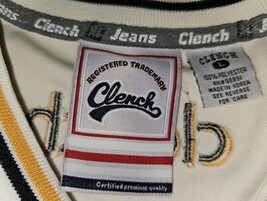 Clench Jeans Clench
REGISTERED TRADEMARK
Clench
Certified premium quality
CLENCH
L
100% POLYESTER
MADE IN KOREA
SEE REVERSE
FOR CARE